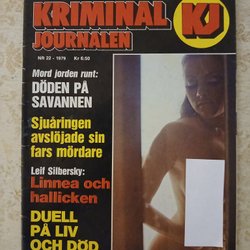 KRIMINAL
JOURNALEN
KJ
NR 22 - 1979 Kr 6:50
Mord jorden runt:
DÖDEN PÅ
SAVANNEN
Sjuåringen
avslöjade sin
fars mördare
Leif Silbersky:
Linnea och
hallicken
DUELL
PÅ LIV
OCH DÖD